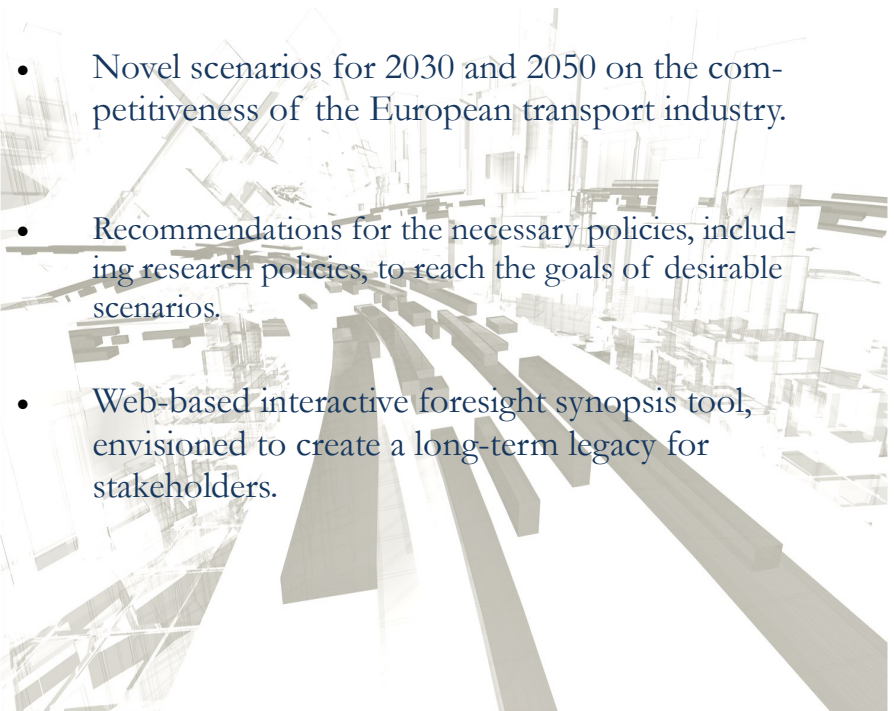 • Novel scenarios for 2030 and 2050 on the com-
petitiveness of the European transport industry.
• Recommendations for the necessary policies, includ-
ing research policies, to reach the goals of desirable
scenarios.
• Web-based interactive foresight synopsis tool,
envisioned to create a long-term legacy for
stakeholders.